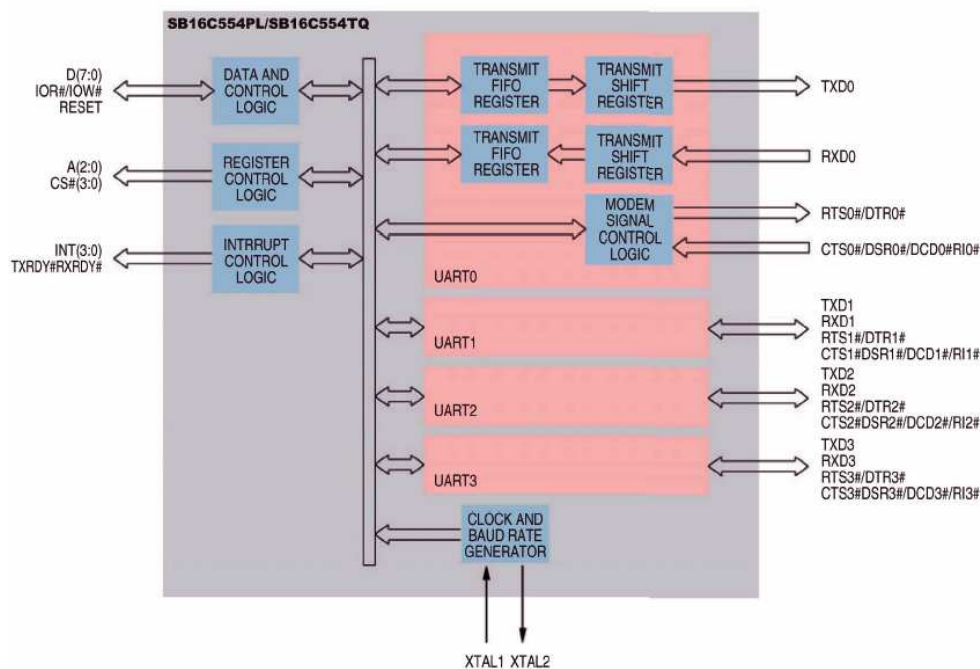 SB16C554PL/SB16C554TQ
D(7:0)
IOR#/IOW#
RESET
DATA AND
CONTROL
LOGIC
TRANSMIT
FIFO
REGISTER
TRANSMIT
SHIFT
REGISTER
TXD0
A(2:0)
CS#(3:0)
REGISTER
CONTROL
LOGIC
TRANSMIT
FIFO
REGISTER
TRANSMIT
SHIFT
REGISTER
RXD0
INT(3:0)
TXRDY#RXRDY#
INTRRUPT
CONTROL
LOGIC
MODEM
SIGNAL
CONTROL
LOGIC
RTS0#/DTR0#
CTS0#/DSR0#/DCD0#RI0#
UART0
UART1
TXD1
RXD1
RTS1#/DTR1#
CTS1#DSR1#/DCD1#/RI1#
UART2
TXD2
RXD2
RTS2#/DTR2#
CTS2#DSR2#/DCD2#/RI2#
UART3
TXD3
RXD3
RTS3#/DTR3#
CTS3#DSR3#/DCD3#/RI3#
CLOCK AND
BAUD RATE
GENERATOR
XTAL1 XTAL2